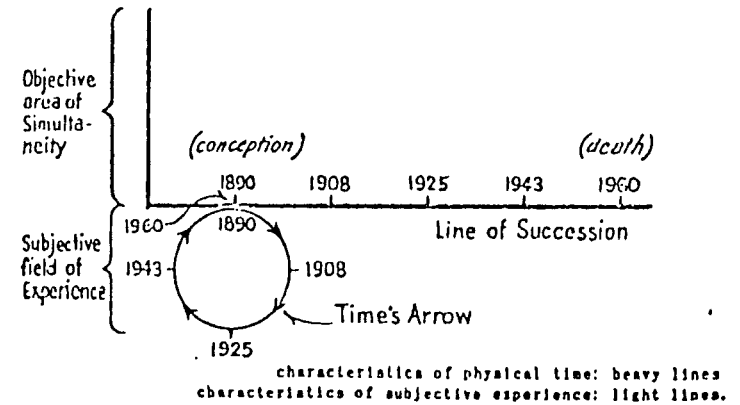 Objective
area of
Simulta-
neity
(conception)
(death)
1890
1908
1925
1943
1960
1960
1890
Line of Succession
Subjective
field of
Experience
1943
1908
Time's Arrow
1925
characteristics of physical time: heavy lines
characteristics of subjective experience: light lines.